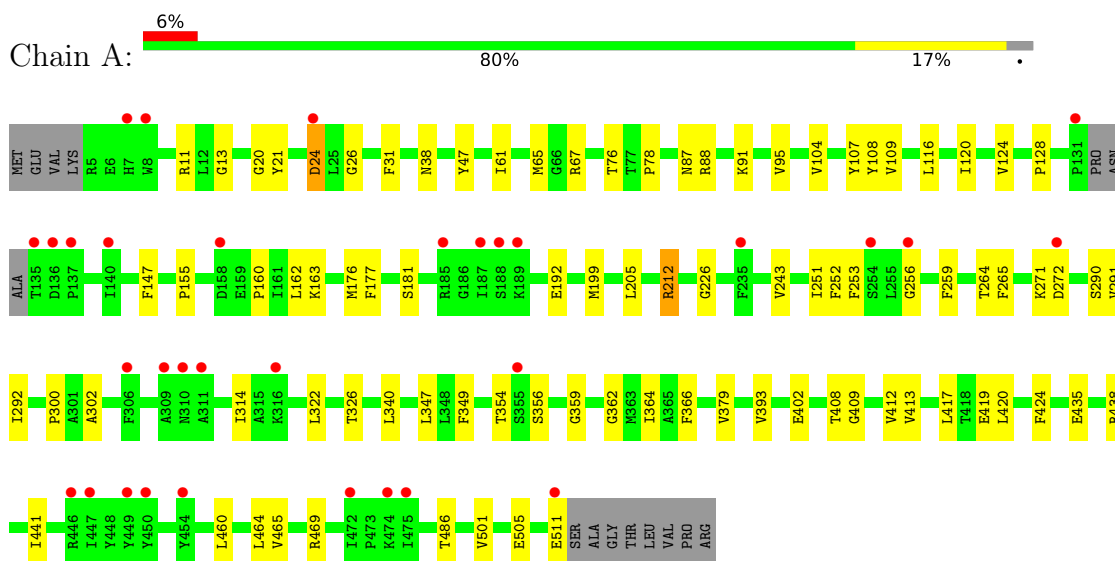 6%
Chain A:
80% 17% •
MET GLU VAL LYS R5 E6 H7 W8 R11 L12 G13 G20 Y21 D24 L25 G26 F31 N38 Y47 I61 M65 G66 R67 T76 T77 P78 N87 R88 K91 V95 V104 Y107 Y108 V109 L116 I120 V124 P128 P131 PRO ASN
ALA T135 D136 P137 I140 F147 P155 D158 E159 P160 I161 L162 K163 M176 F177 S181 R185 G186 I187 S188 K189 E192 M199 L205 R212 G226 F235 V243 I251 F252 F253 S254 L255 G256 F259 T264 F265 K271 D272 S290 V291
I292 P300 A301 A302 F306 A309 N310 A311 I314 A315 K316 L322 T326 L340 L347 L348 F349 T354 S355 S356 G359 G362 M363 I364 A365 F366 V379 V393 E402 T408 G409 V412 V413 L417 T418 E419 L420 F424 E435
I441 R446 I447 Y448 Y449 Y450 Y454 L460 L464 V465 R469 I472 P473 K474 I475 T486 V501 E505 E511 SER ALA GLY THR LEU VAL PRO ARG